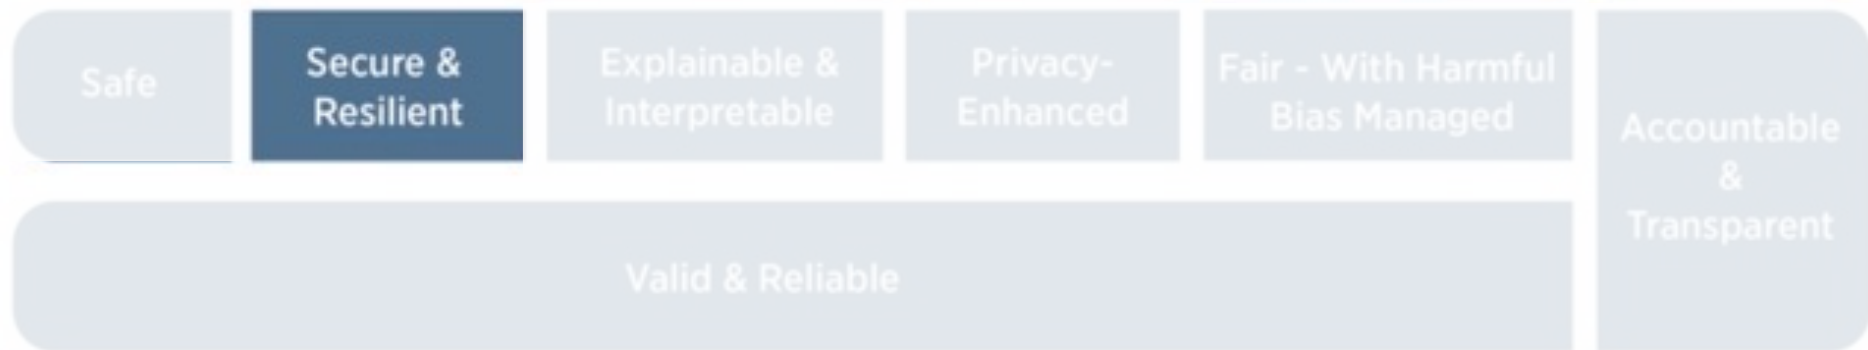 Safe
Secure &
Resilient
Explainable &
Interpretable
Privacy-
Enhanced
Fair - With Harmful
Bias Managed
Accountable
&
Transparent
Valid & Reliable